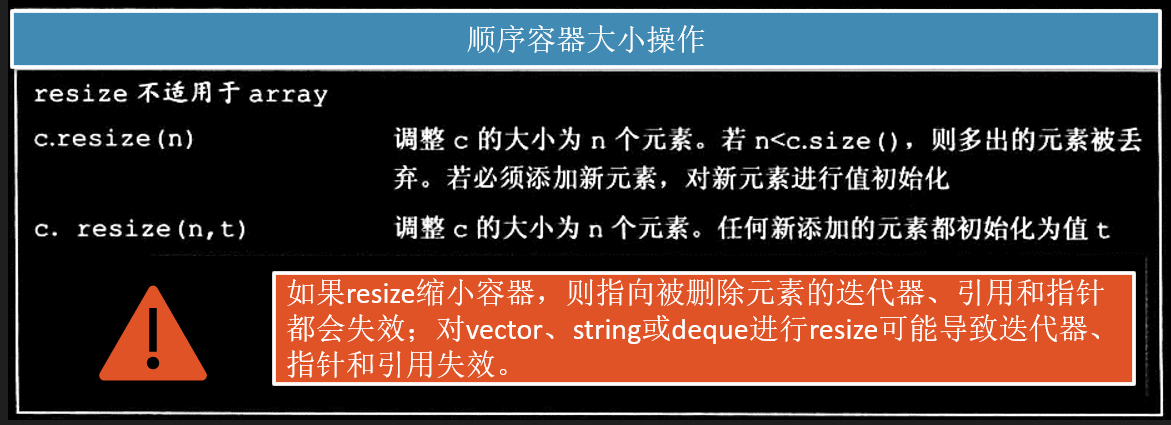 顺序容器大小操作
resize 不适用于 array
c.resize(n) 调整 c 的大小为 n 个元素。若 n<c.size()，则多出的元素被丢
弃。若必须添加新元素，对新元素进行值初始化
c. resize(n,t) 调整 c 的大小为 n 个元素。任何新添加的元素都初始化为值 t
如果resize缩小容器，则指向被删除元素的迭代器、引用和指针
都会失效；对vector、string或deque进行resize可能导致迭代器、
指针和引用失效。